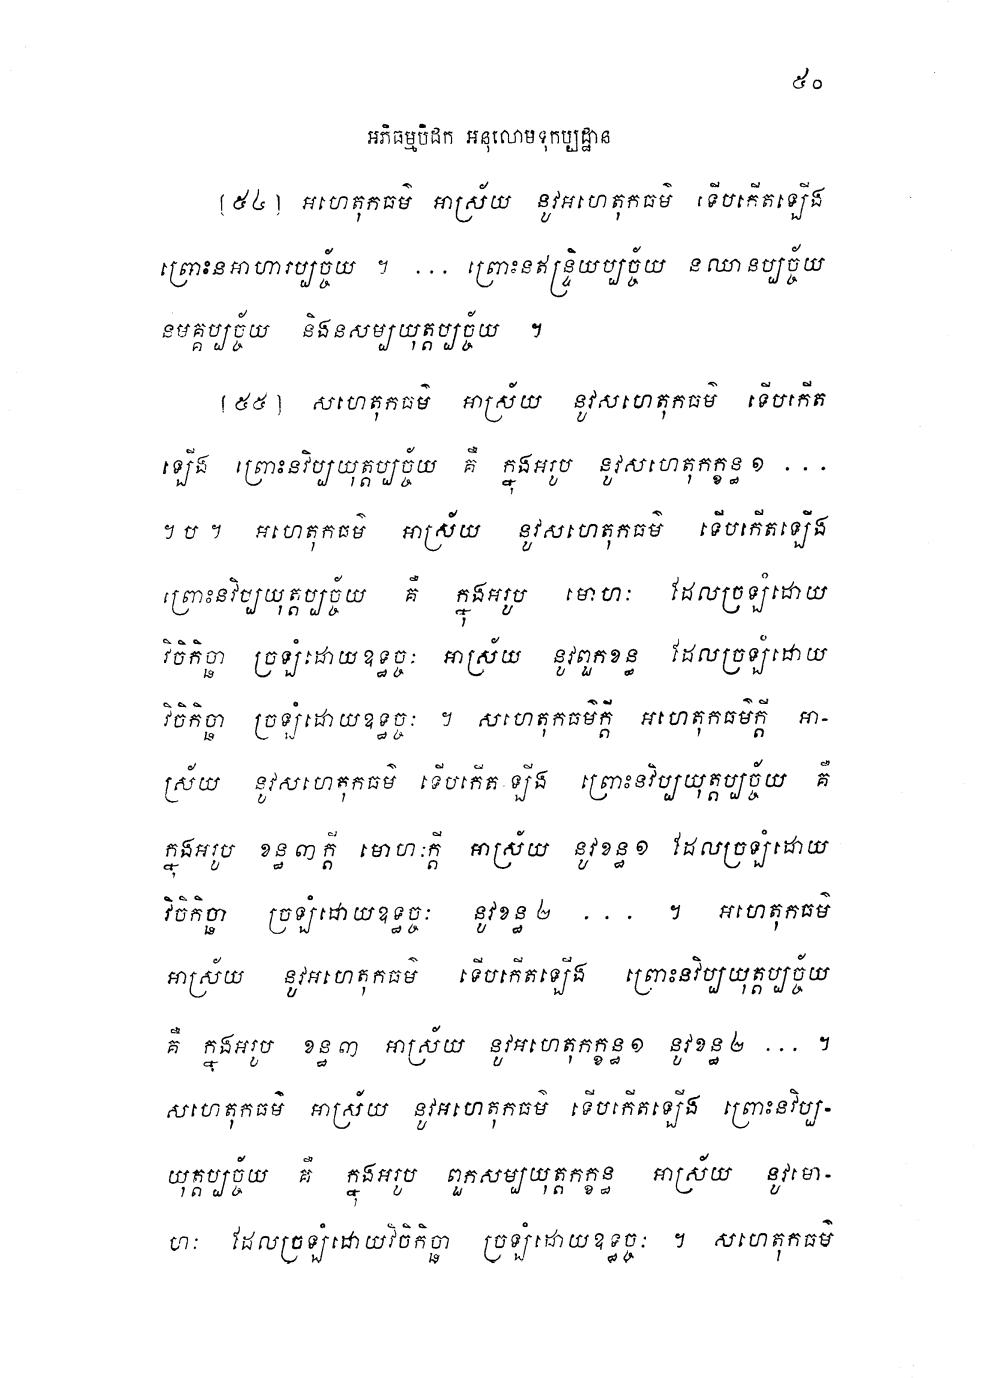 ៥០
អភិធម្មបិដក អនុលោមទុកប្បដ្ឋាន
[៥៤] អហេតុកធម៌ អាស្រ័យ នូវអហេតុកធម៌ ទើបកើតឡើង
ព្រោះនអាហារប្បច្ច័យ ។ ... ព្រោះនឥន្ទ្រិយប្បច្ច័យ នឈានប្បច្ច័យ
នមគ្គប្បច្ច័យ និងនសម្បយុត្តប្បច្ច័យ ។
[៥៥] សហេតុកធម៌ អាស្រ័យ នូវសហេតុកធម៌ ទើបកើត
ឡើង ព្រោះនវិប្បយុត្តប្បច្ច័យ គឺ ក្នុងអរូប នូវសហេតុកក្ខន្ធ១ ...
។ ប ។ អហេតុកធម៌ អាស្រ័យ នូវសហេតុកធម៌ ទើបកើតឡើង
ព្រោះនវិប្បយុត្តប្បច្ច័យ គឺ ក្នុងអរូប មោហៈ ដែលច្រឡំដោយ
វិចិកិច្ឆា ច្រឡំដោយឧទ្ធច្ចៈ អាស្រ័យ នូវពួកខន្ធ ដែលច្រឡំដោយ
វិចិកិច្ឆា ច្រឡំដោយឧទ្ធច្ចៈ ។ សហេតុកធម៌ក្តី អហេតុកធម៌ក្តី អា-
ស្រ័យ នូវសហេតុកធម៌ ទើបកើតឡើង ព្រោះនវិប្បយុត្តប្បច្ច័យ គឺ
ក្នុងអរូប ខន្ធ៣ក្តី មោហៈក្តី អាស្រ័យ នូវខន្ធ១ ដែលច្រឡំដោយ
វិចិកិច្ឆា ច្រឡំដោយឧទ្ធច្ចៈ នូវខន្ធ២ ... ។ អហេតុកធម៌
អាស្រ័យ នូវអហេតុកធម៌ ទើបកើតឡើង ព្រោះនវិប្បយុត្តប្បច្ច័យ
គឺ ក្នុងអរូប ខន្ធ៣ អាស្រ័យ នូវអហេតុកក្ខន្ធ១ នូវខន្ធ២ ... ។
សហេតុកធម៌ អាស្រ័យ នូវអហេតុកធម៌ ទើបកើតឡើង ព្រោះនវិប្ប-
យុត្តប្បច្ច័យ គឺ ក្នុងអរូប ពួកសម្បយុត្តកក្ខន្ធ អាស្រ័យ នូវមោ-
ហៈ ដែលច្រឡំដោយវិចិកិច្ឆា ច្រឡំដោយឧទ្ធច្ចៈ ។ សហេតុកធម៌